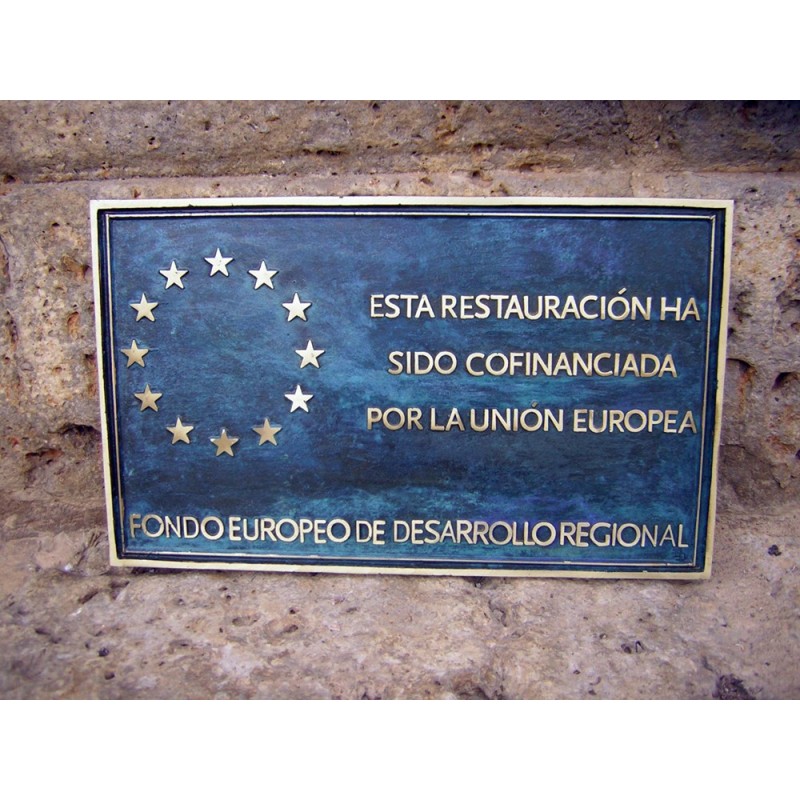 ESTA RESTAURACIÓN HA
SIDO COFINANCIADA
POR LA UNIÓN EUROPEA
FONDO EUROPEO DE DESARROLLO REGIONAL